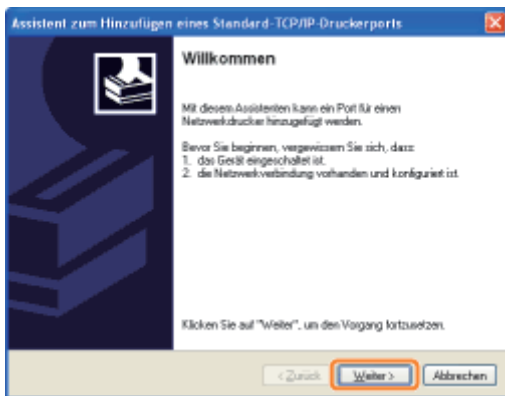 Assistent zum Hinzufügen eines Standard-TCP/IP-Druckerports
Willkommen
Mit diesem Assistenten kann ein Port für einen
Netzwerkdrucker hinzugefügt werden.
Bevor Sie beginnen, vergewissern Sie sich, dass:
1. das Gerät eingeschaltet ist.
2. die Netzwerkverbindung vorhanden und konfiguriert ist.
Klicken Sie auf "Weiter", um den Vorgang fortzusetzen.
< Zurück Weiter > Abbrechen